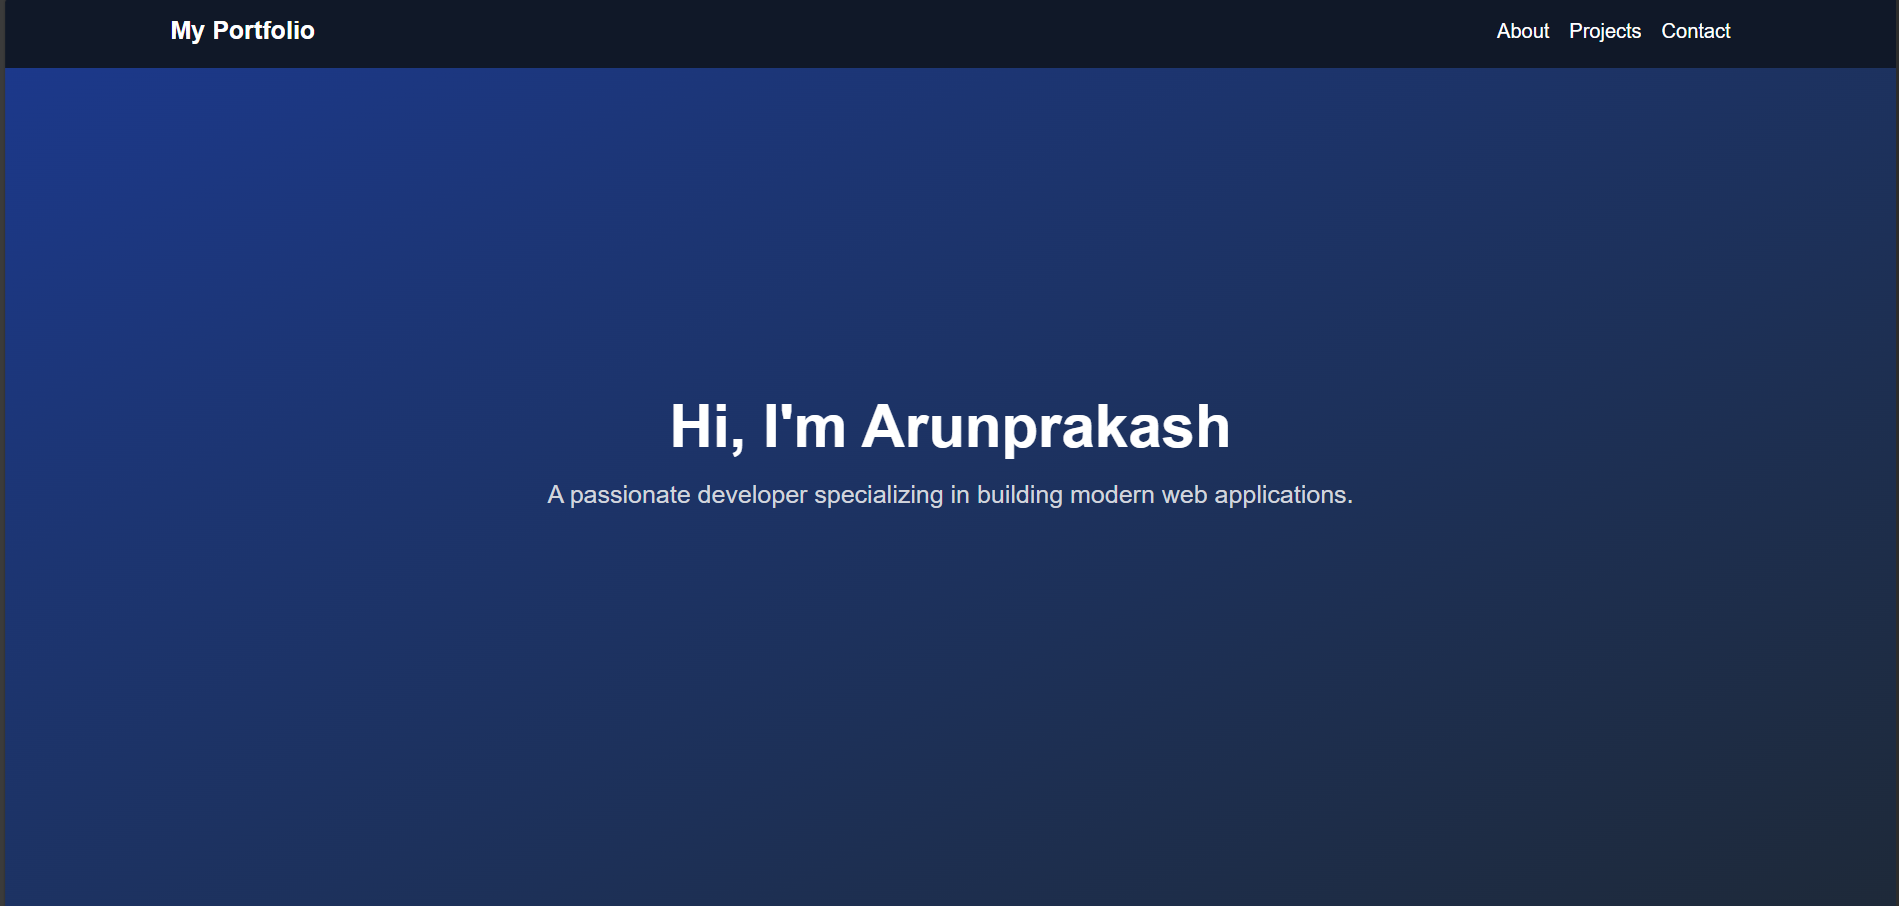 My Portfolio
About Projects Contact
Hi, I'm Arunprakash
A passionate developer specializing in building modern web applications.